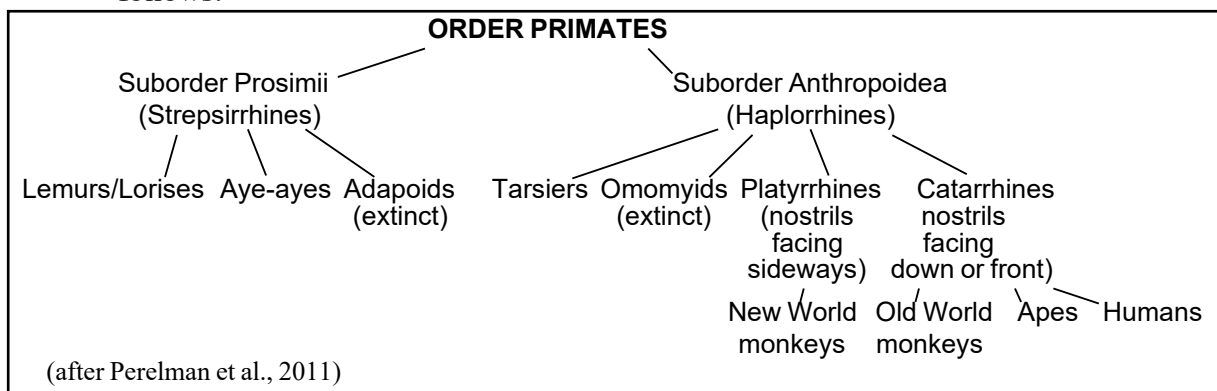 ORDER PRIMATES
Suborder Prosimii Suborder Anthropoidea
(Strepsirrhines) (Haplorrhines)
Lemurs/Lorises Aye-ayes Adapoids Tarsiers Omomyids Platyrrhines Catarrhines
(extinct) (extinct) (nostrils nostrils
facing facing
sideways) down or front)
New World Old World Apes Humans
monkeys monkeys
(after Perelman et al., 2011)